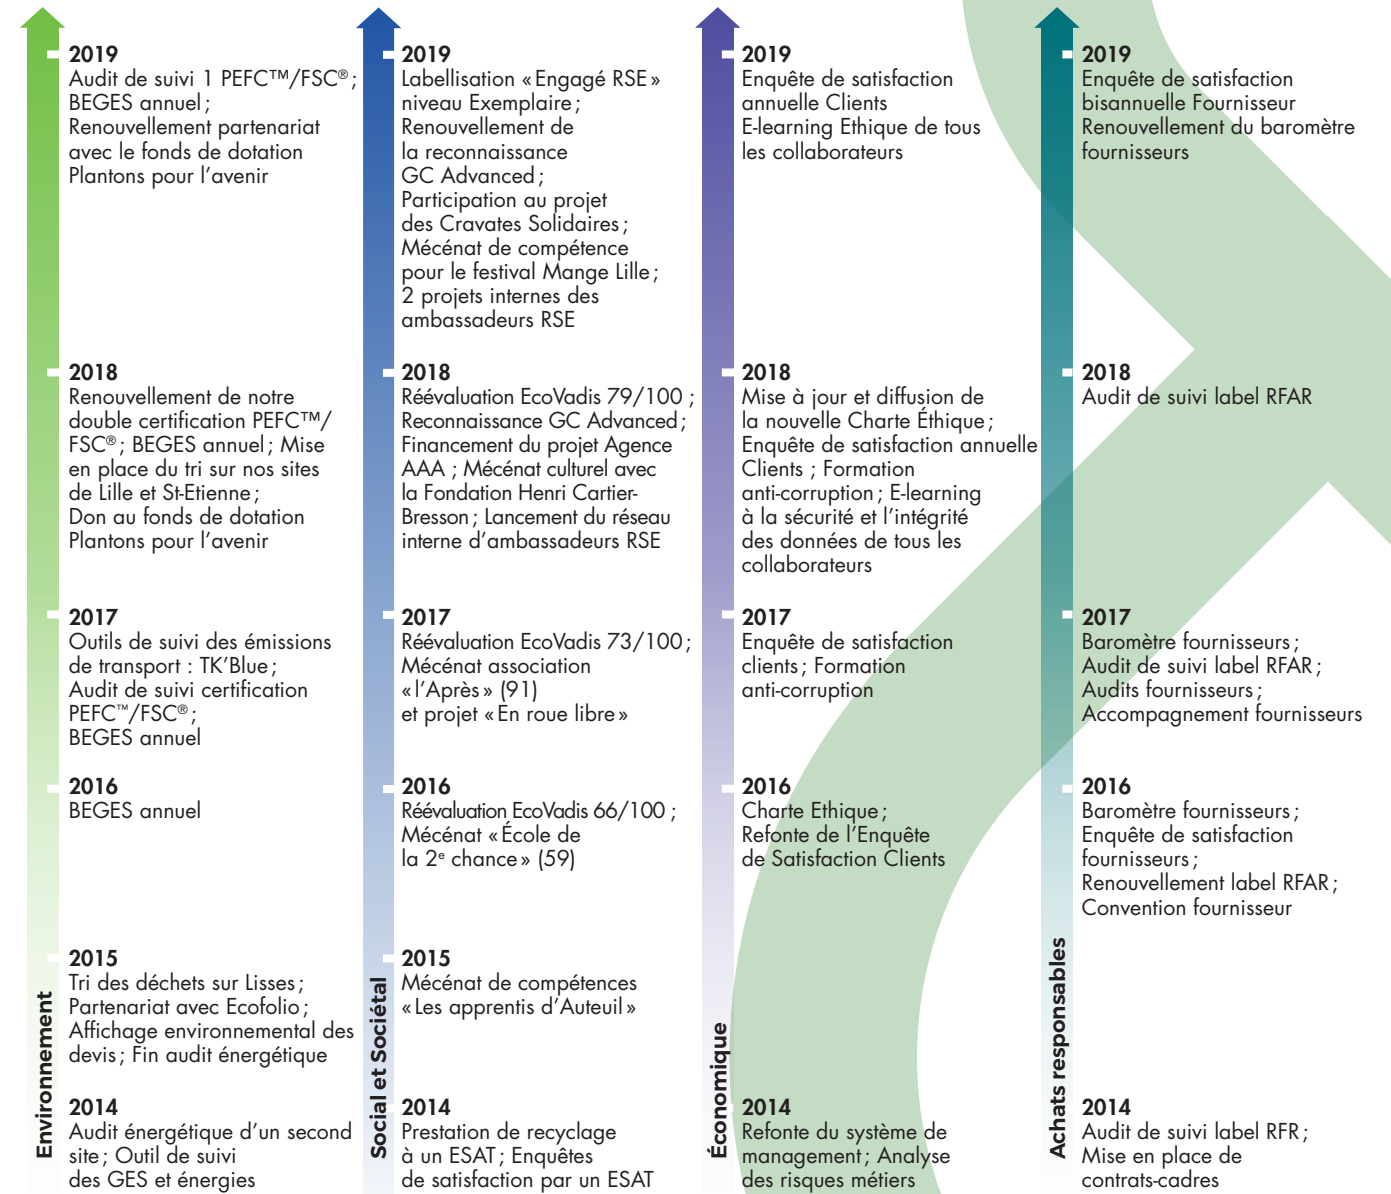 Environnement
2019
Audit de suivi 1 PEFC™/FSC® ;
BEGES annuel ;
Renouvellement partenariat
avec le fonds de dotation
Plantons pour l’avenir
2018
Renouvellement de notre
double certification PEFC™/
FSC® ; BEGES annuel ; Mise
en place du tri sur nos sites
de Lille et St-Etienne ;
Don au fonds de dotation
Plantons pour l’avenir
2017
Outils de suivi des émissions
de transport : TK’Blue ;
Audit de suivi certification
PEFC™/FSC® ;
BEGES annuel
2016
BEGES annuel
2015
Tri des déchets sur Lisses ;
Partenariat avec Ecofolio ;
Affichage environnemental des
devis ; Fin audit énergétique
2014
Audit énergétique d’un second
site ; Outil de suivi
des GES et énergies
Social et Sociétal
2019
Labellisation « Engagé RSE »
niveau Exemplaire ;
Renouvellement de
la reconnaissance
GC Advanced ;
Participation au projet
des Cravates Solidaires ;
Mécénat de compétence
pour le festival Mange Lille ;
2 projets internes des
ambassadeurs RSE
2018
Réévaluation EcoVadis 79/100 ;
Reconnaissance GC Advanced ;
Financement du projet Agence
AAA ; Mécénat culturel avec
la Fondation Henri Cartier-
Bresson ; Lancement du réseau
interne d’ambassadeurs RSE
2017
Réévaluation EcoVadis 73/100 ;
Mécénat association
« l’Après » (91)
et projet « En roue libre »
2016
Réévaluation EcoVadis 66/100 ;
Mécénat « École de
la 2e chance » (59)
2015
Mécénat de compétences
« Les apprentis d’Auteuil »
2014
Prestation de recyclage
à un ESAT ; Enquêtes
de satisfaction par un ESAT
Économique
2019
Enquête de satisfaction
annuelle Clients
E-learning Ethique de tous
les collaborateurs
2018
Mise à jour et diffusion de
la nouvelle Charte Éthique ;
Enquête de satisfaction annuelle
Clients ; Formation
anti-corruption ; E-learning
à la sécurité et l’intégrité
des données de tous les
collaborateurs
2017
Enquête de satisfaction
clients ; Formation
anti-corruption
2016
Charte Ethique ;
Refonte de l’Enquête
de Satisfaction Clients
2014
Refonte du système de
management ; Analyse
des risques métiers
Achats responsables
2019
Enquête de satisfaction
bisannuelle Fournisseur
Renouvellement du baromètre
fournisseurs
2018
Audit de suivi label RFAR
2017
Baromètre fournisseurs ;
Audit de suivi label RFAR ;
Audits fournisseurs ;
Accompagnement fournisseurs
2016
Baromètre fournisseurs ;
Enquête de satisfaction
fournisseurs ;
Renouvellement label RFAR ;
Convention fournisseur
2014
Audit de suivi label RFR ;
Mise en place de
contrats-cadres